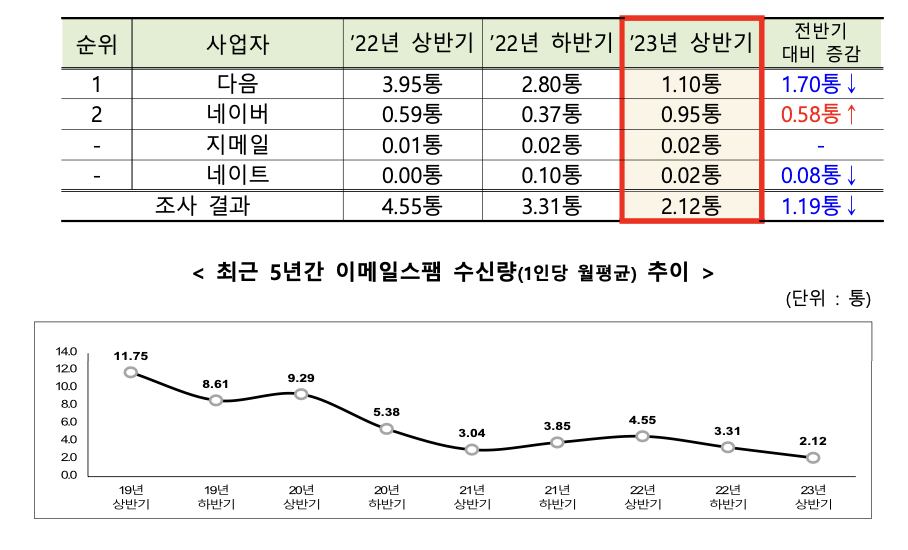 순위 사업자 ’22년 상반기 ’22년 하반기 ’23년 상반기 전반기
대비 증감
1 다음 3.95통 2.80통 1.10통 1.70통↓
2 네이버 0.59통 0.37통 0.95통 0.58통↑
- 지메일 0.01통 0.02통 0.02통 -
- 네이트 0.00통 0.10통 0.02통 0.08통↓
조사 결과 4.55통 3.31통 2.12통 1.19통↓
< 최근 5년간 이메일스팸 수신량(1인당 월평균) 추이 >
(단위 : 통)
14.0
12.0
10.0
8.0
6.0
4.0
2.0
0.0
11.75
8.61
9.29
5.38
3.04
3.85
4.55
3.31
2.12
19년 19년 20년 20년 21년 21년 22년 22년 23년
상반기 하반기 상반기 하반기 상반기 하반기 상반기 하반기 상반기